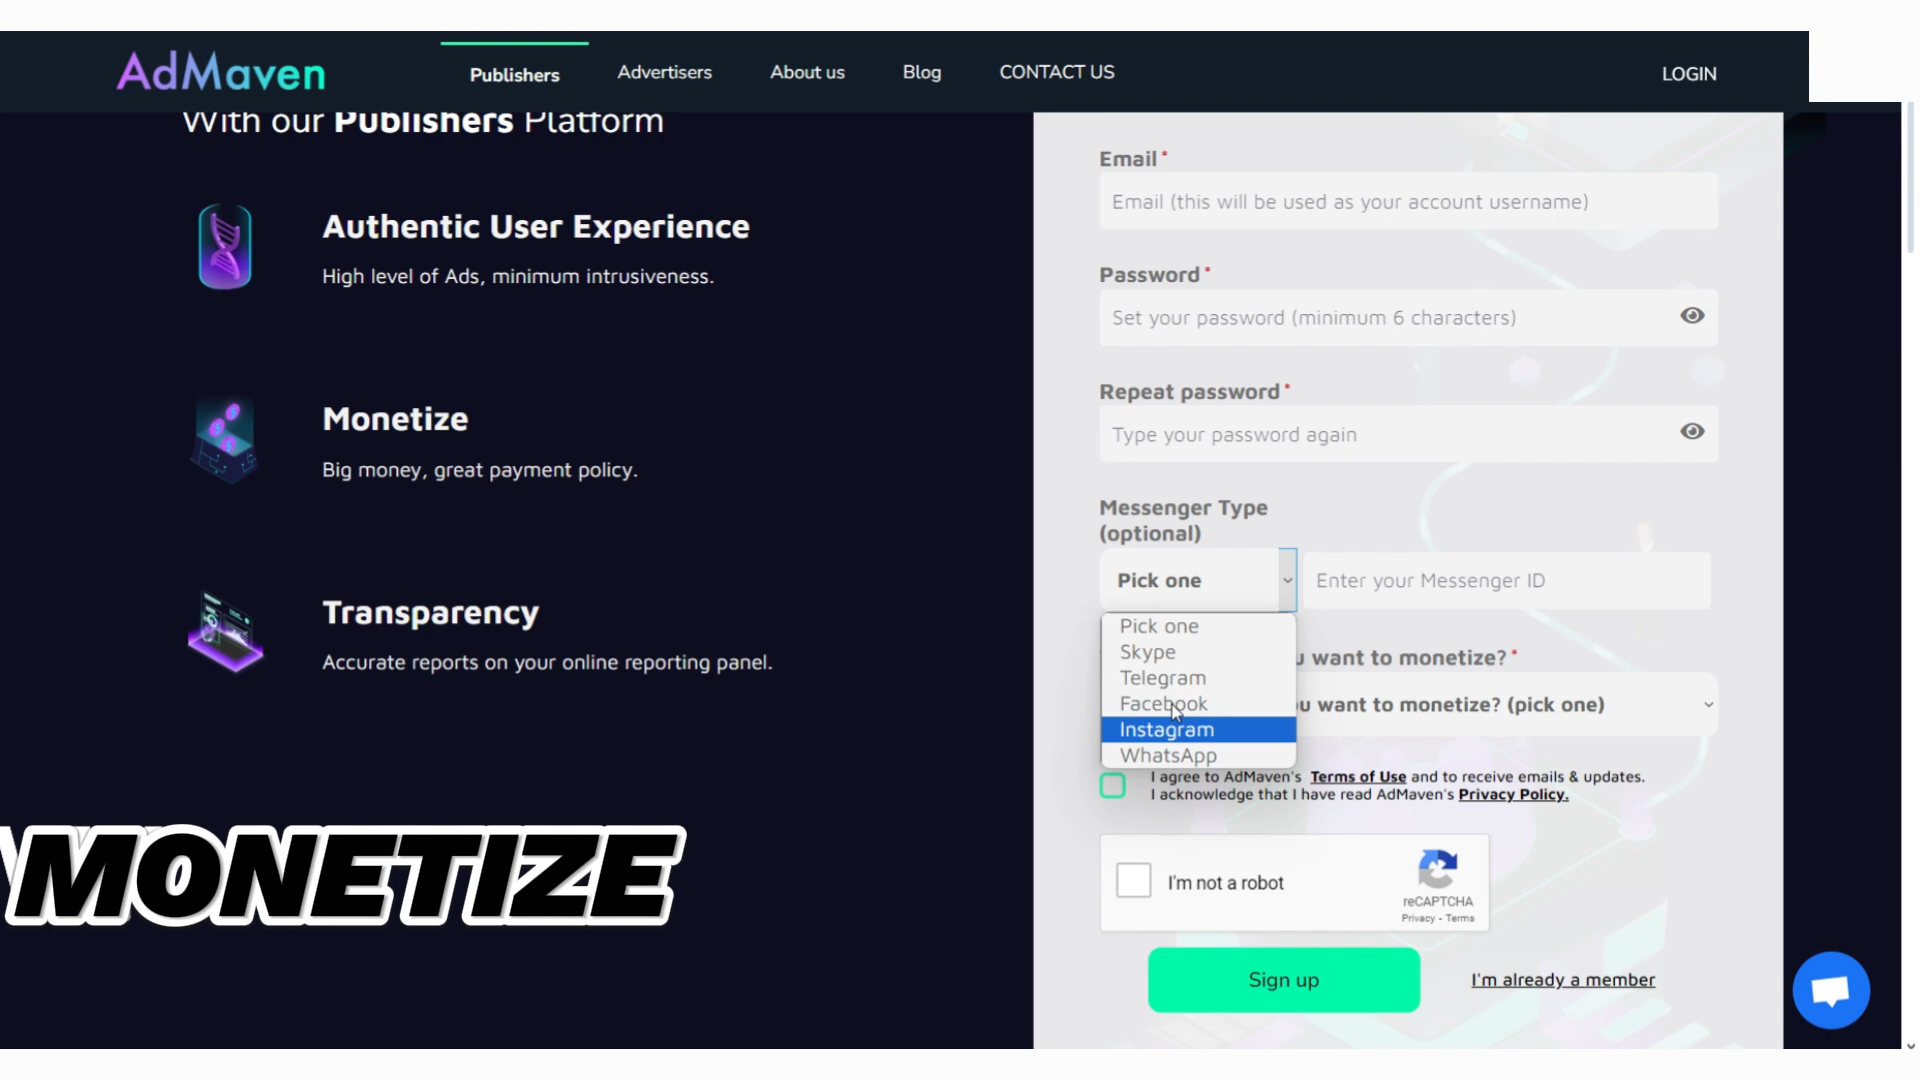 AdMaven
Publishers
Advertisers
About us
Blog
CONTACT US
LOGIN
With our Publishers Platform
Authentic User Experience
High level of Ads, minimum intrusiveness.
Monetize
Big money, great payment policy.
Transparency
Accurate reports on your online reporting panel.
MONETIZE
Email *
Email (this will be used as your account username)
Password *
Set your password (minimum 6 characters)
Repeat password *
Type your password again
Messenger Type
(optional)
Pick one
Enter your Messenger ID
Pick one
Skype
Telegram
Facebook
Instagram
WhatsApp
want to monetize? *
want to monetize? (pick one)
I agree to AdMaven's Terms of Use and to receive emails & updates.
I acknowledge that I have read AdMaven's Privacy Policy.
I'm not a robot
reCAPTCHA
Privacy - Terms
Sign up
I'm already a member